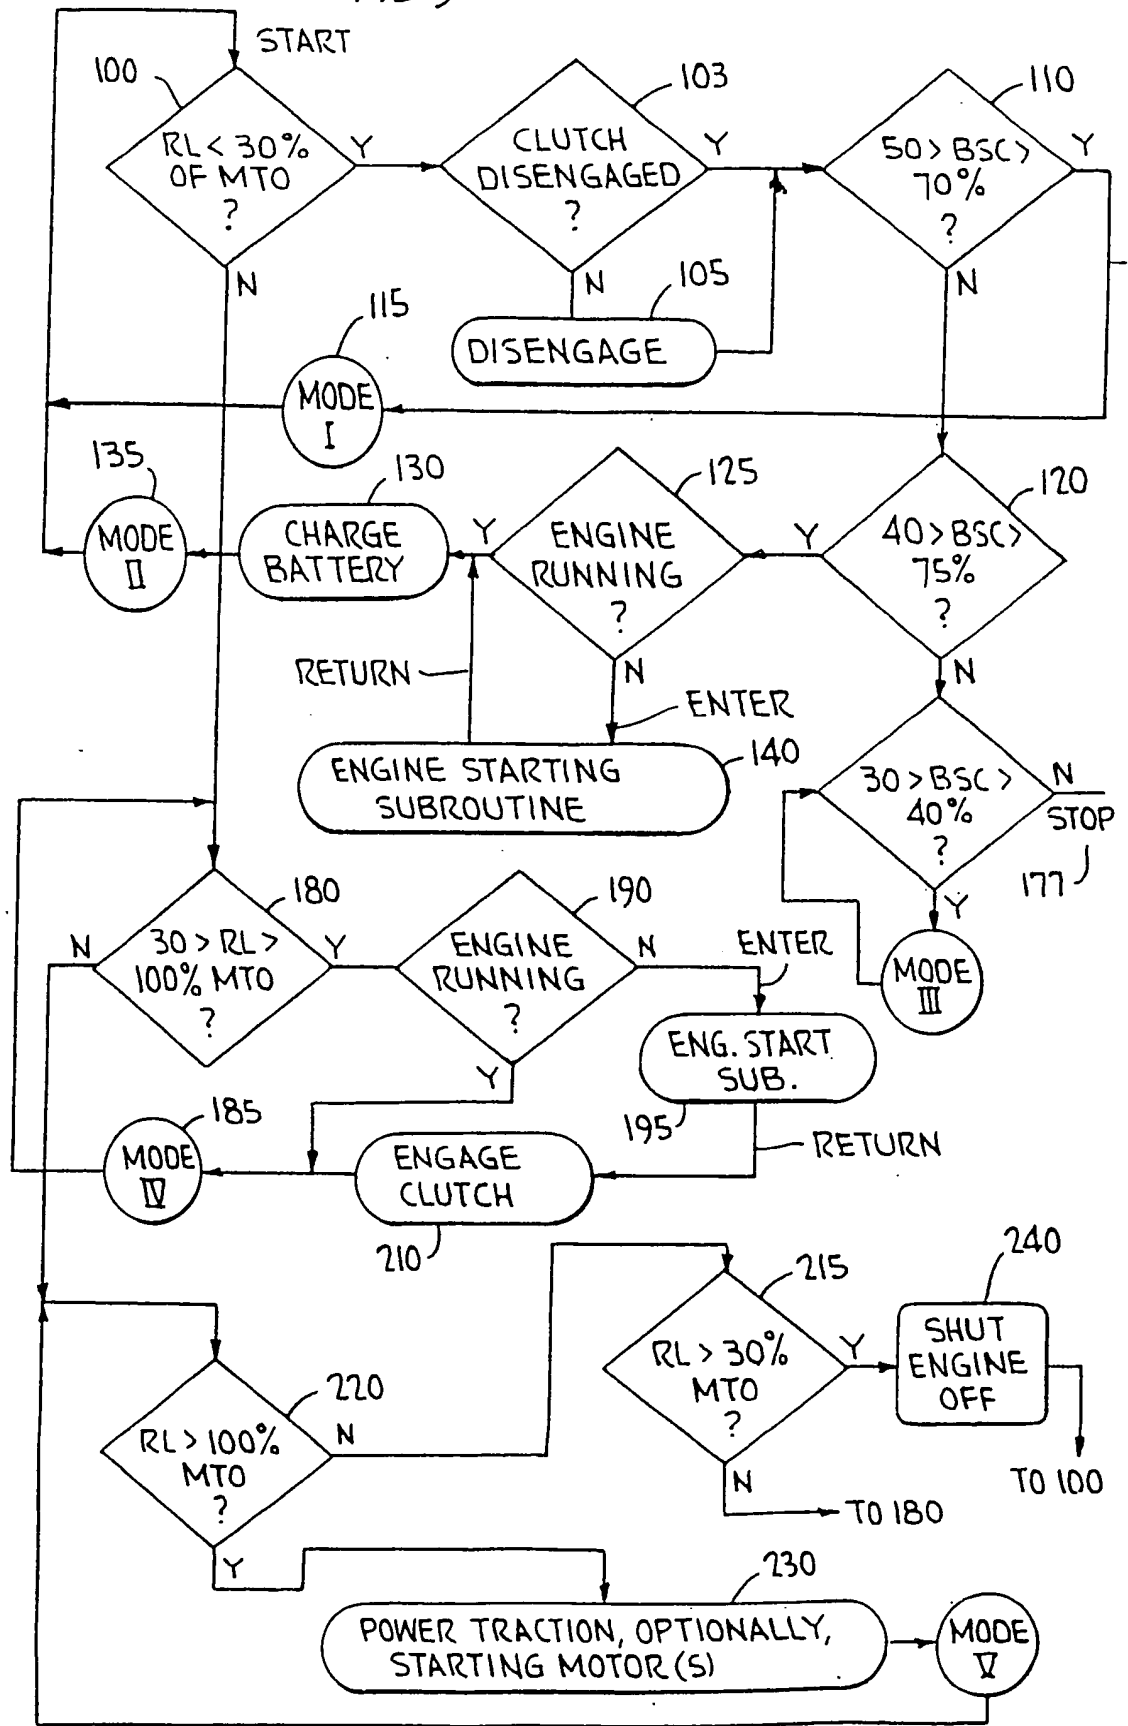 START
100
RL < 30%
OF MTO
?
Y
N
103
CLUTCH
DISENGAGED
?
Y
N
105
DISENGAGE
110
50 > BSC >
70%
?
Y
N
115
MODE
I
135
MODE
II
130
CHARGE
BATTERY
Y
125
ENGINE
RUNNING
?
N
Y
120
40 > BSC >
75%
?
N
RETURN
ENTER
140
ENGINE STARTING
SUBROUTINE
30 > BSC >
40%
?
N
STOP
177
Y
MODE
III
180
N
30 > RL >
100% MTO
?
Y
190
ENGINE
RUNNING
?
N
Y
ENTER
ENG. START
SUB.
195
RETURN
185
MODE
IV
ENGAGE
CLUTCH
210
215
RL > 30%
MTO
?
Y
N
TO 180
240
SHUT
ENGINE
OFF
TO 100
220
RL > 100%
MTO
?
N
Y
230
POWER TRACTION, OPTIONALLY,
STARTING MOTOR(S)
MODE
V